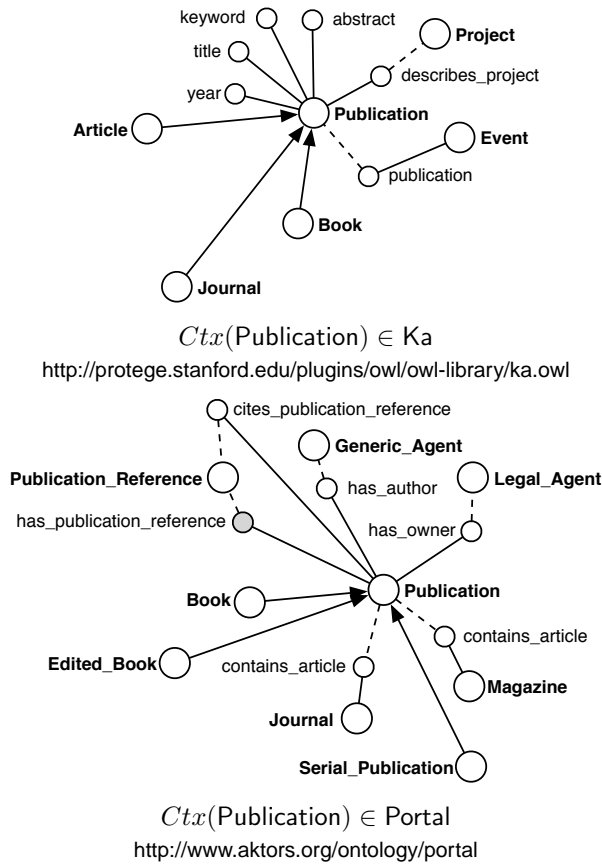 keyword
abstract
Project
title
describes_project
year
Publication
Article
Event
publication
Book
Journal
Ctx(Publication) ∈ Ka
http://protege.stanford.edu/plugins/owl/owl-library/ka.owl
cites_publication_reference
Generic_Agent
Publication_Reference
Legal_Agent
has_author
has_publication_reference
has_owner
Publication
Book
contains_article
Edited_Book
contains_article
Magazine
Journal
Serial_Publication
Ctx(Publication) ∈ Portal
http://www.aktors.org/ontology/portal